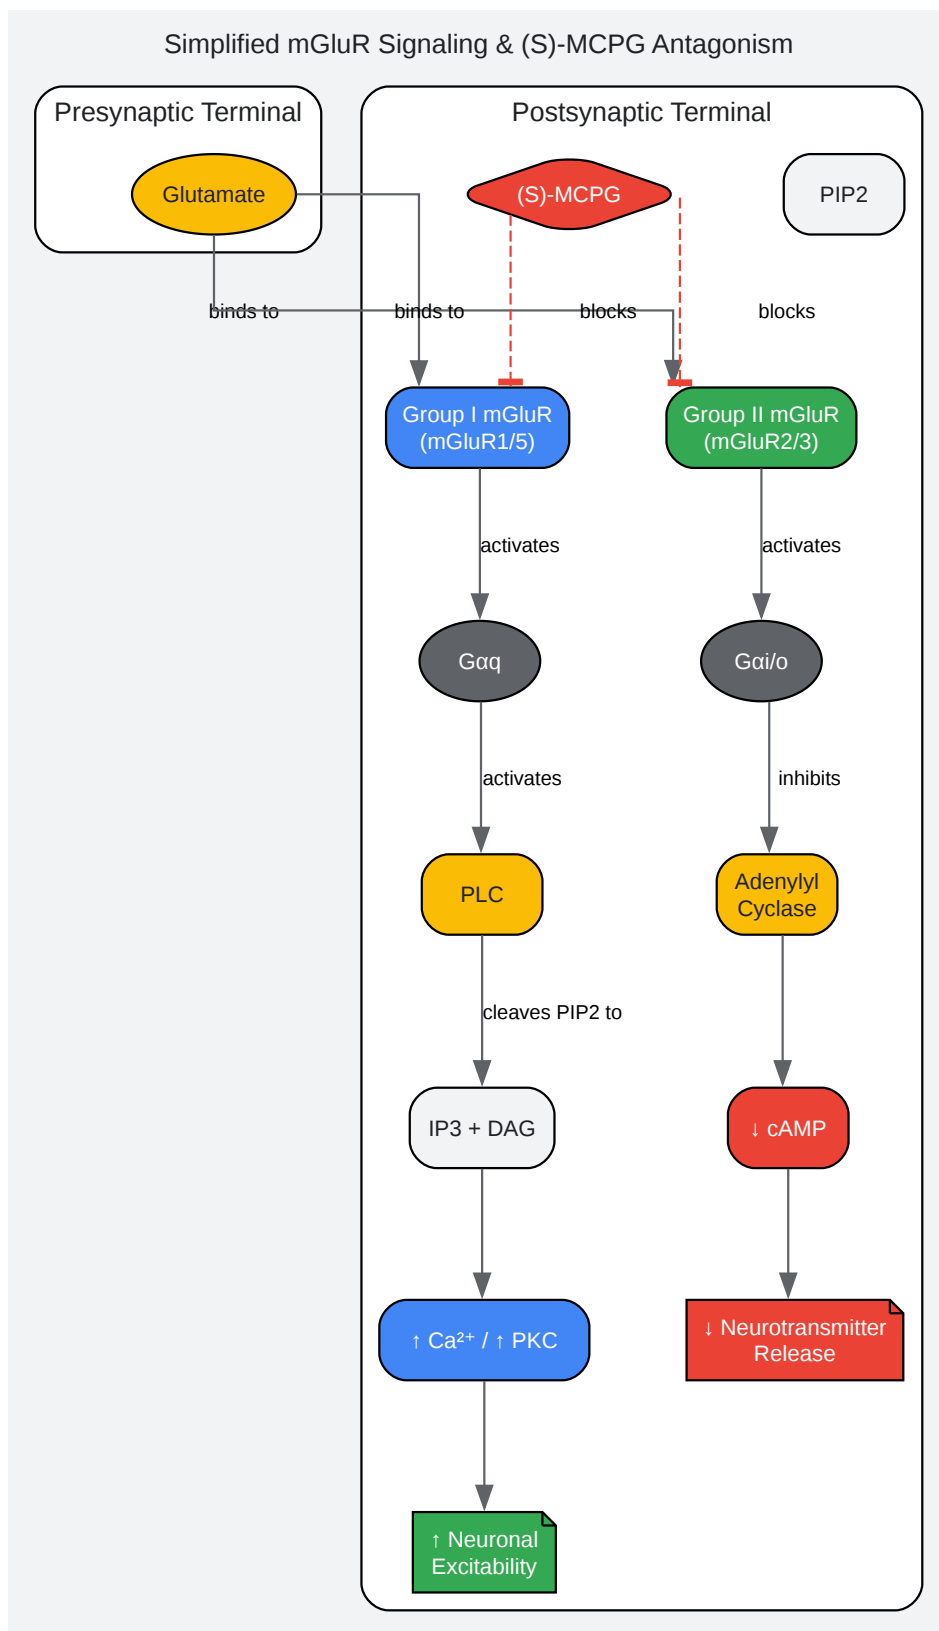 Simplified mGluR Signaling & (S)-MCPG Antagonism
Presynaptic Terminal
Postsynaptic Terminal
Glutamate
(S)-MCPG
PIP2
binds to
binds to
blocks
blocks
Group I mGluR
(mGluR1/5)
Group II mGluR
(mGluR2/3)
activates
activates
Gαq
Gαi/o
activates
inhibits
PLC
Adenylyl
Cyclase
cleaves PIP2 to
IP3 + DAG
↓ cAMP
↑ Ca²⁺ / ↑ PKC
↓ Neurotransmitter
Release
↑ Neuronal
Excitability